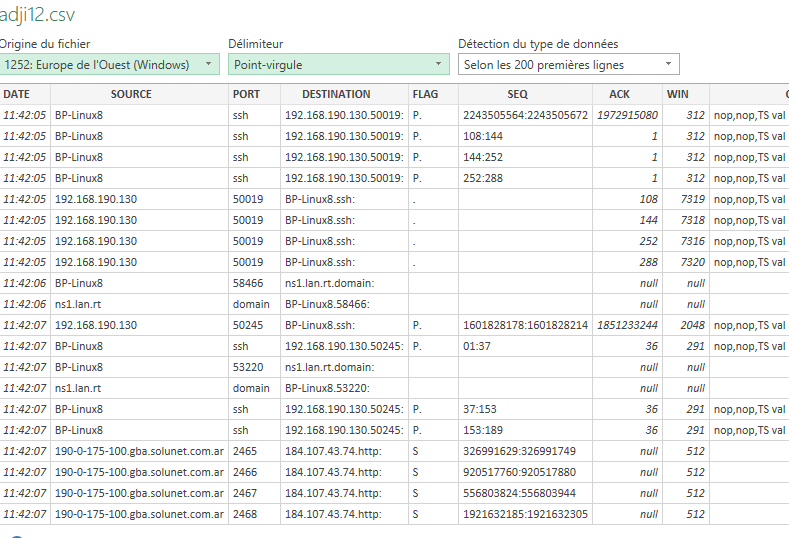 adji12.csv
Origine du fichier Délimiteur Détection du type de données
1252: Europe de l'Ouest (Windows) Point-virgule Selon les 200 premières lignes
DATE SOURCE PORT DESTINATION FLAG SEQ ACK WIN
11:42:05 BP-Linux8 ssh 192.168.190.130.50019: P. 2243505564:2243505672 1972915080 312 nop,nop,TS val
11:42:05 BP-Linux8 ssh 192.168.190.130.50019: P. 108:144 1 312 nop,nop,TS val
11:42:05 BP-Linux8 ssh 192.168.190.130.50019: P. 144:252 1 312 nop,nop,TS val
11:42:05 BP-Linux8 ssh 192.168.190.130.50019: P. 252:288 1 312 nop,nop,TS val
11:42:05 192.168.190.130 50019 BP-Linux8.ssh: . 108 7319 nop,nop,TS val
11:42:05 192.168.190.130 50019 BP-Linux8.ssh: . 144 7318 nop,nop,TS val
11:42:05 192.168.190.130 50019 BP-Linux8.ssh: . 252 7316 nop,nop,TS val
11:42:05 192.168.190.130 50019 BP-Linux8.ssh: . 288 7320 nop,nop,TS val
11:42:06 BP-Linux8 58466 ns1.lan.rt.domain: null null
11:42:06 ns1.lan.rt domain BP-Linux8.58466: null null
11:42:07 192.168.190.130 50245 BP-Linux8.ssh: P. 1601828178:1601828214 1851233244 2048 nop,nop,TS val
11:42:07 BP-Linux8 ssh 192.168.190.130.50245: P. 01:37 36 291 nop,nop,TS val
11:42:07 BP-Linux8 53220 ns1.lan.rt.domain: null null
11:42:07 ns1.lan.rt domain BP-Linux8.53220: null null
11:42:07 BP-Linux8 ssh 192.168.190.130.50245: P. 37:153 36 291 nop,nop,TS val
11:42:07 BP-Linux8 ssh 192.168.190.130.50245: P. 153:189 36 291 nop,nop,TS val
11:42:07 190-0-175-100.gba.solunet.com.ar 2465 184.107.43.74.http: S 326991629:326991749 null 512
11:42:07 190-0-175-100.gba.solunet.com.ar 2466 184.107.43.74.http: S 920517760:920517880 null 512
11:42:07 190-0-175-100.gba.solunet.com.ar 2467 184.107.43.74.http: S 556803824:556803944 null 512
11:42:07 190-0-175-100.gba.solunet.com.ar 2468 184.107.43.74.http: S 1921632185:1921632305 null 512